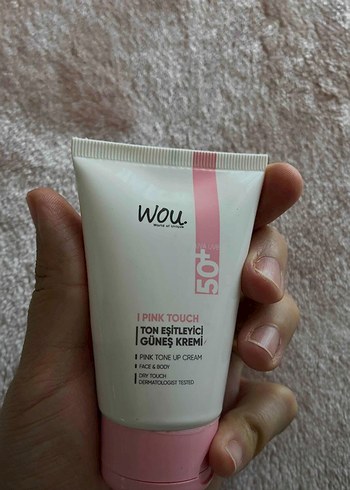 WOU.
World of Unique
50+
PINK TOUCH
TON EŞİTLEYİCİ
GÜNEŞ KREMİ
PINK TONE UP CREAM
FACE & BODY
DRY TOUCH
DERMATOLOGIST TESTED